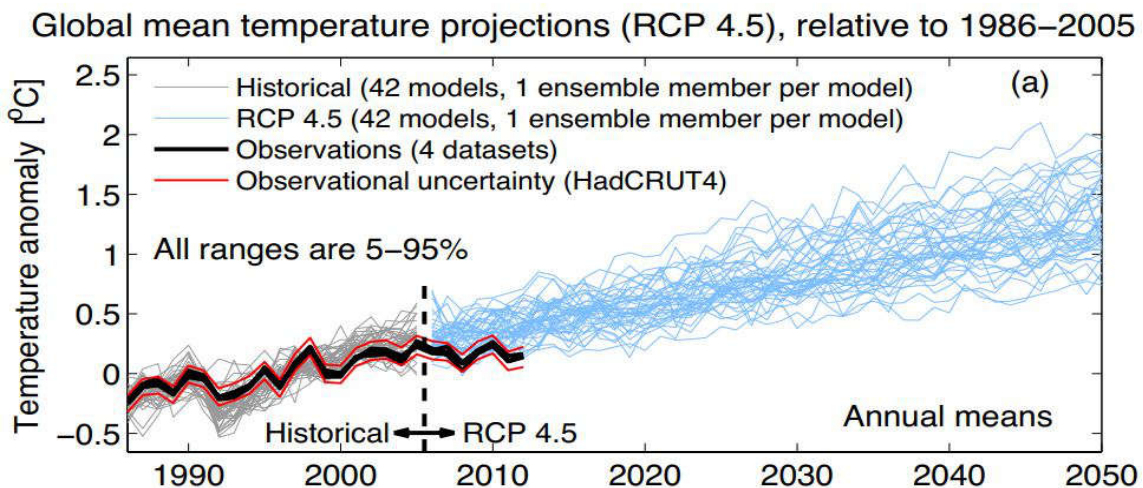 Global mean temperature projections (RCP 4.5), relative to 1986–2005
Temperature anomaly [ºC]
2.5
2
1.5
1
0.5
0
−0.5
Historical (42 models, 1 ensemble member per model)
RCP 4.5 (42 models, 1 ensemble member per model)
Observations (4 datasets)
Observational uncertainty (HadCRUT4)
(a)
All ranges are 5−95%
Historical RCP 4.5
Annual means
1990 2000 2010 2020 2030 2040 2050